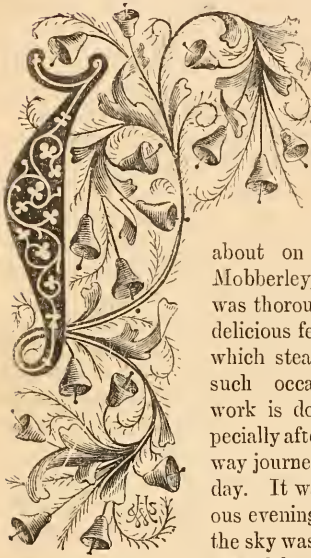 I
about on
Mobberley,
was thorou
delicious fe
which stea
such occa
work is do
pecially afte
way journe
day. It w
ous evening
the sky was